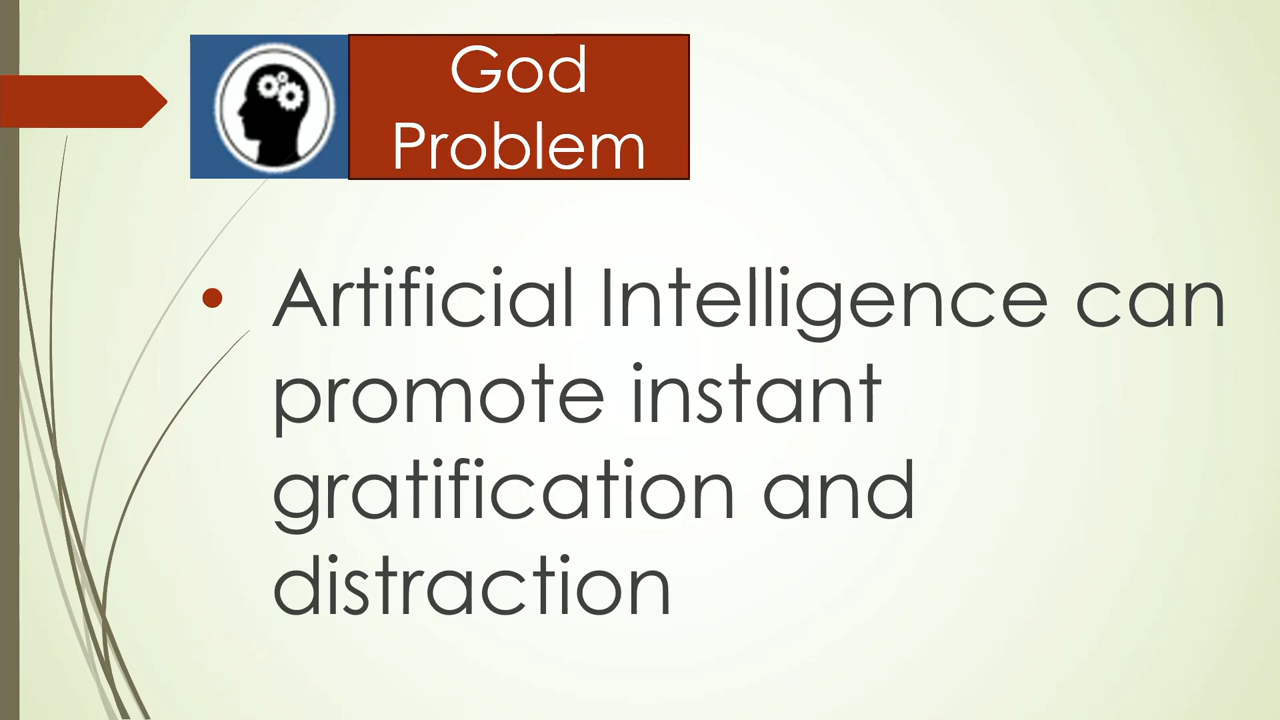 God
Problem
• Artificial Intelligence can
promote instant
gratification and
distraction